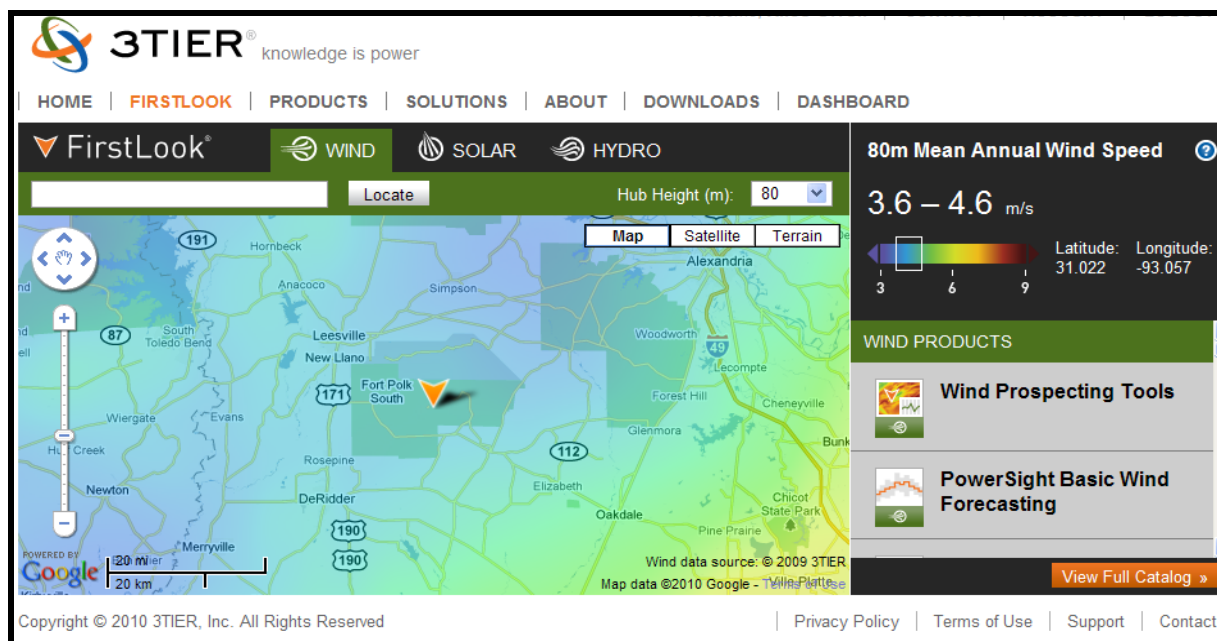 3TIER®
knowledge is power
HOME | FIRSTLOOK | PRODUCTS | SOLUTIONS | ABOUT | DOWNLOADS | DASHBOARD
FirstLook®
WIND
SOLAR
HYDRO
Locate
Hub Height (m): 80
Map
Satellite
Terrain
191
Hornbeck
Alexandria
Anacoco
Simpson
87
South
Toledo Bend
Leesville
Woodworth
49
New Llano
Lecompte
171
Fort Polk
South
Forest Hill
Cheneyville
Wiergate
Evans
Glenmora
Bunk
112
Rosepine
Newton
Elizabeth
DeRidder
Chicot
State Park
Oakdale
190
Pine Prairie
Merryville
190
POWERED BY
Google
20 mi
20 km
Wind data source: © 2009 3TIER
Map data ©2010 Google - Terms of Use
80m Mean Annual Wind Speed
?
3.6 – 4.6 m/s
3 6 9
Latitude:
31.022
Longitude:
-93.057
WIND PRODUCTS
Wind Prospecting Tools
PowerSight Basic Wind
Forecasting
View Full Catalog »
Copyright © 2010 3TIER, Inc. All Rights Reserved
Privacy Policy | Terms of Use | Support | Contact